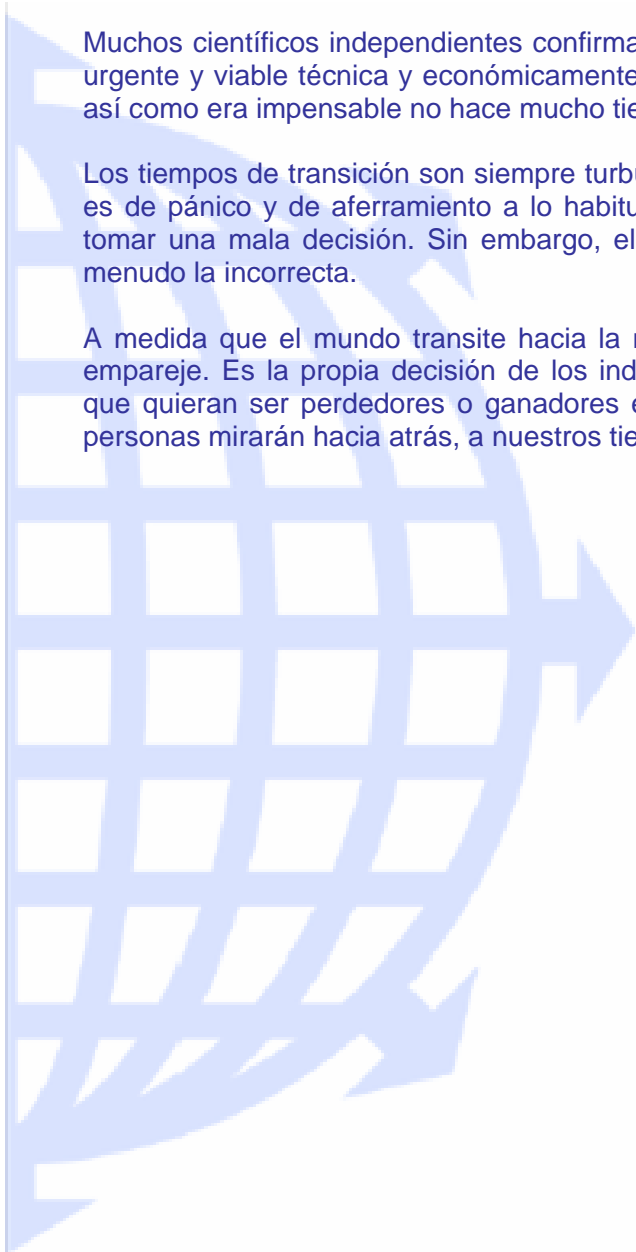 Muchos científicos independientes confirma
urgente y viable técnica y económicamente
así como era impensable no hace mucho tie
Los tiempos de transición son siempre turbu
es de pánico y de aferramiento a lo habitu
tomar una mala decisión. Sin embargo, el
menudo la incorrecta.
A medida que el mundo transite hacia la
empareje. Es la propia decisión de los ind
que quieran ser perdedores o ganadores e
personas mirarán hacia atrás, a nuestros tie